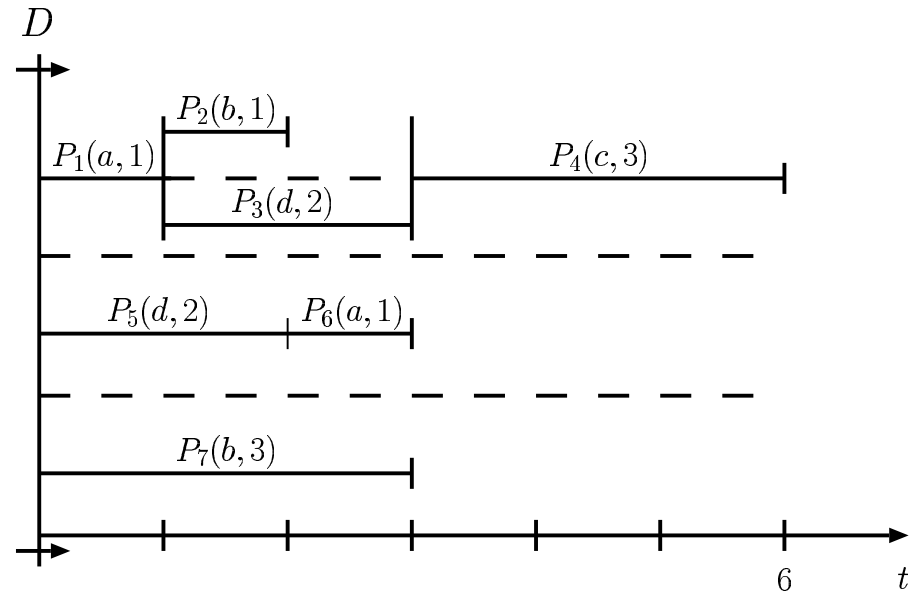 D
P₂(b, 1)
P₁(a, 1)
P₄(c, 3)
P₃(d, 2)
P₅(d, 2)
P₆(a, 1)
P₇(b, 3)
6
t